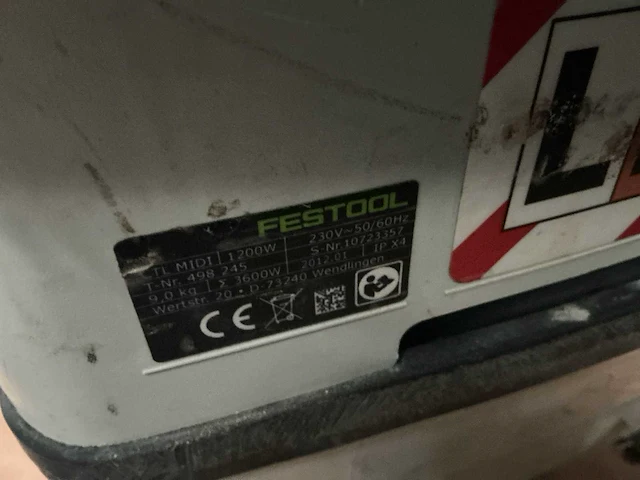 FESTOOL
CTL MIDI 1200W 230V~50/60Hz
T-Nr. 498 245 S-Nr.10723357
9,0 kg Σ 3600W 2012.01 IP X4
Wertstr. 20 • D-73240 Wendlingen
CE
L